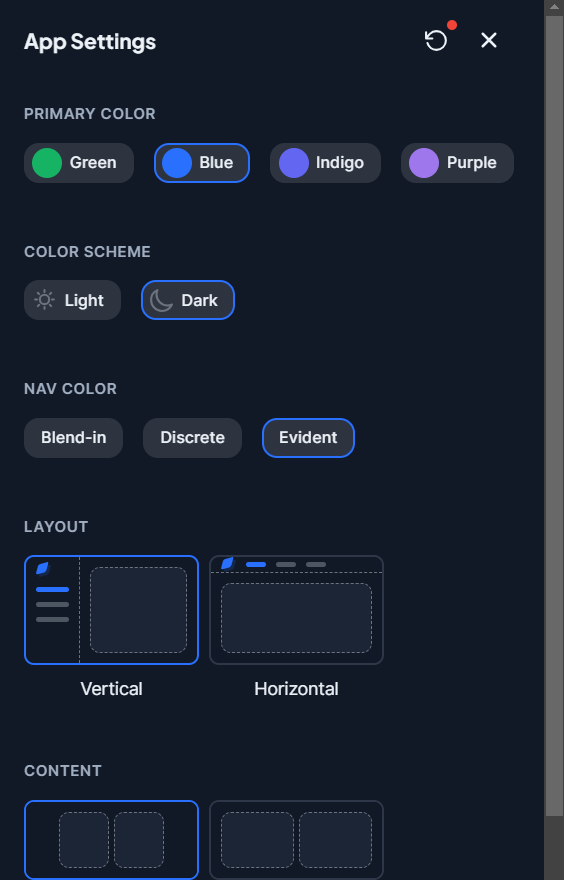 App Settings
PRIMARY COLOR
Green Blue Indigo Purple
COLOR SCHEME
Light Dark
NAV COLOR
Blend-in Discrete Evident
LAYOUT
Vertical Horizontal
CONTENT